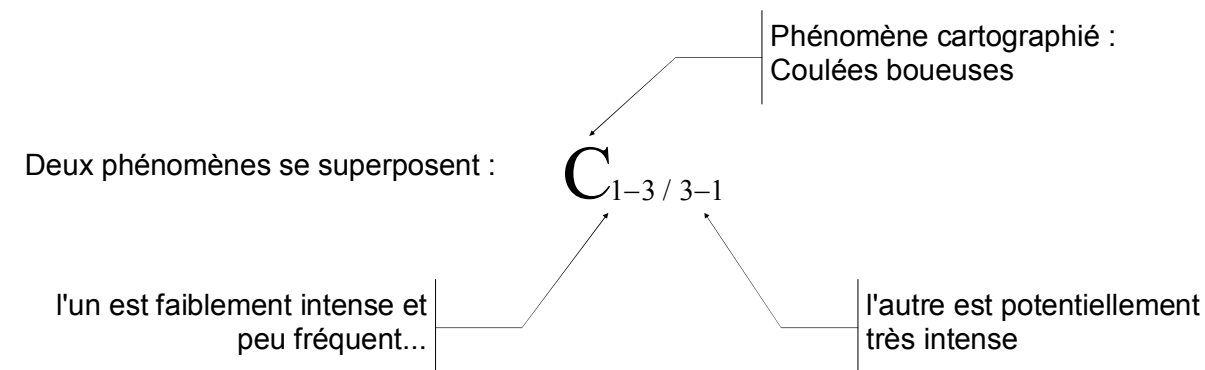 Phénomène cartographié :
Coulées boueuses
Deux phénomènes se superposent :
C1–3 / 3–1
l'un est faiblement intense et
peu fréquent...
l'autre est potentiellement
très intense